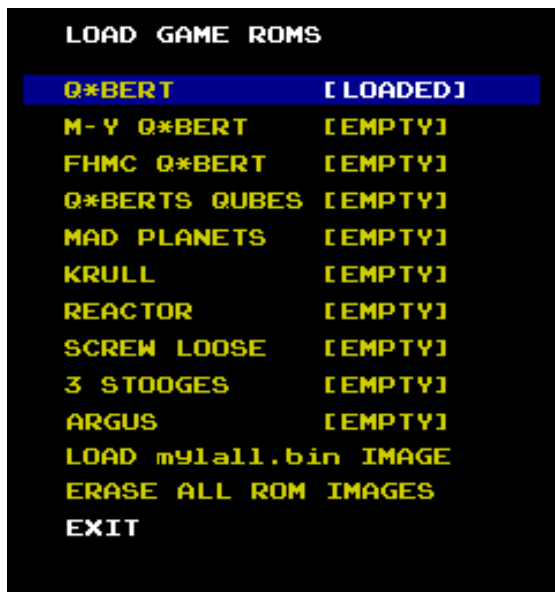 LOAD GAME ROMS
Q*BERT [LOADED]
M-Y Q*BERT [EMPTY]
FHMC Q*BERT [EMPTY]
Q*BERTS QUBES [EMPTY]
MAD PLANETS [EMPTY]
KRULL [EMPTY]
REACTOR [EMPTY]
SCREW LOOSE [EMPTY]
3 STOOGES [EMPTY]
ARGUS [EMPTY]
LOAD mylall.bin IMAGE
ERASE ALL ROM IMAGES
EXIT